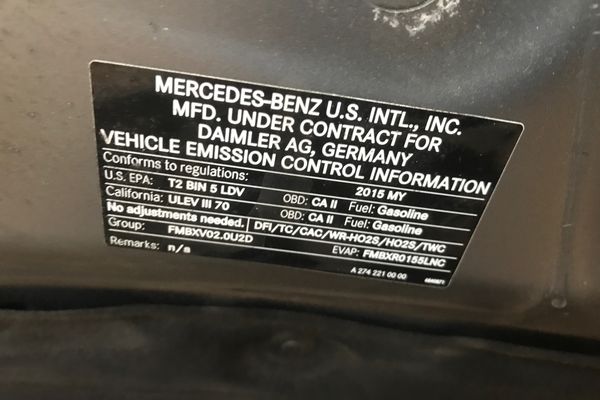 MERCEDES-BENZ U.S. INTL., INC.
MFD. UNDER CONTRACT FOR
DAIMLER AG, GERMANY
VEHICLE EMISSION CONTROL INFORMATION
Conforms to regulations: 2015 MY
U.S. EPA: T2 BIN 5 LDV OBD: CA II Fuel: Gasoline
California: ULEV III 70 OBD: CA II Fuel: Gasoline
No adjustments needed. DFI/TC/CAC/WR-HO2S/HO2S/TWC
Group: FMBXV02.0U2D EVAP: FMBXR0155LNC
Remarks: n/a
A 274 221 00 00